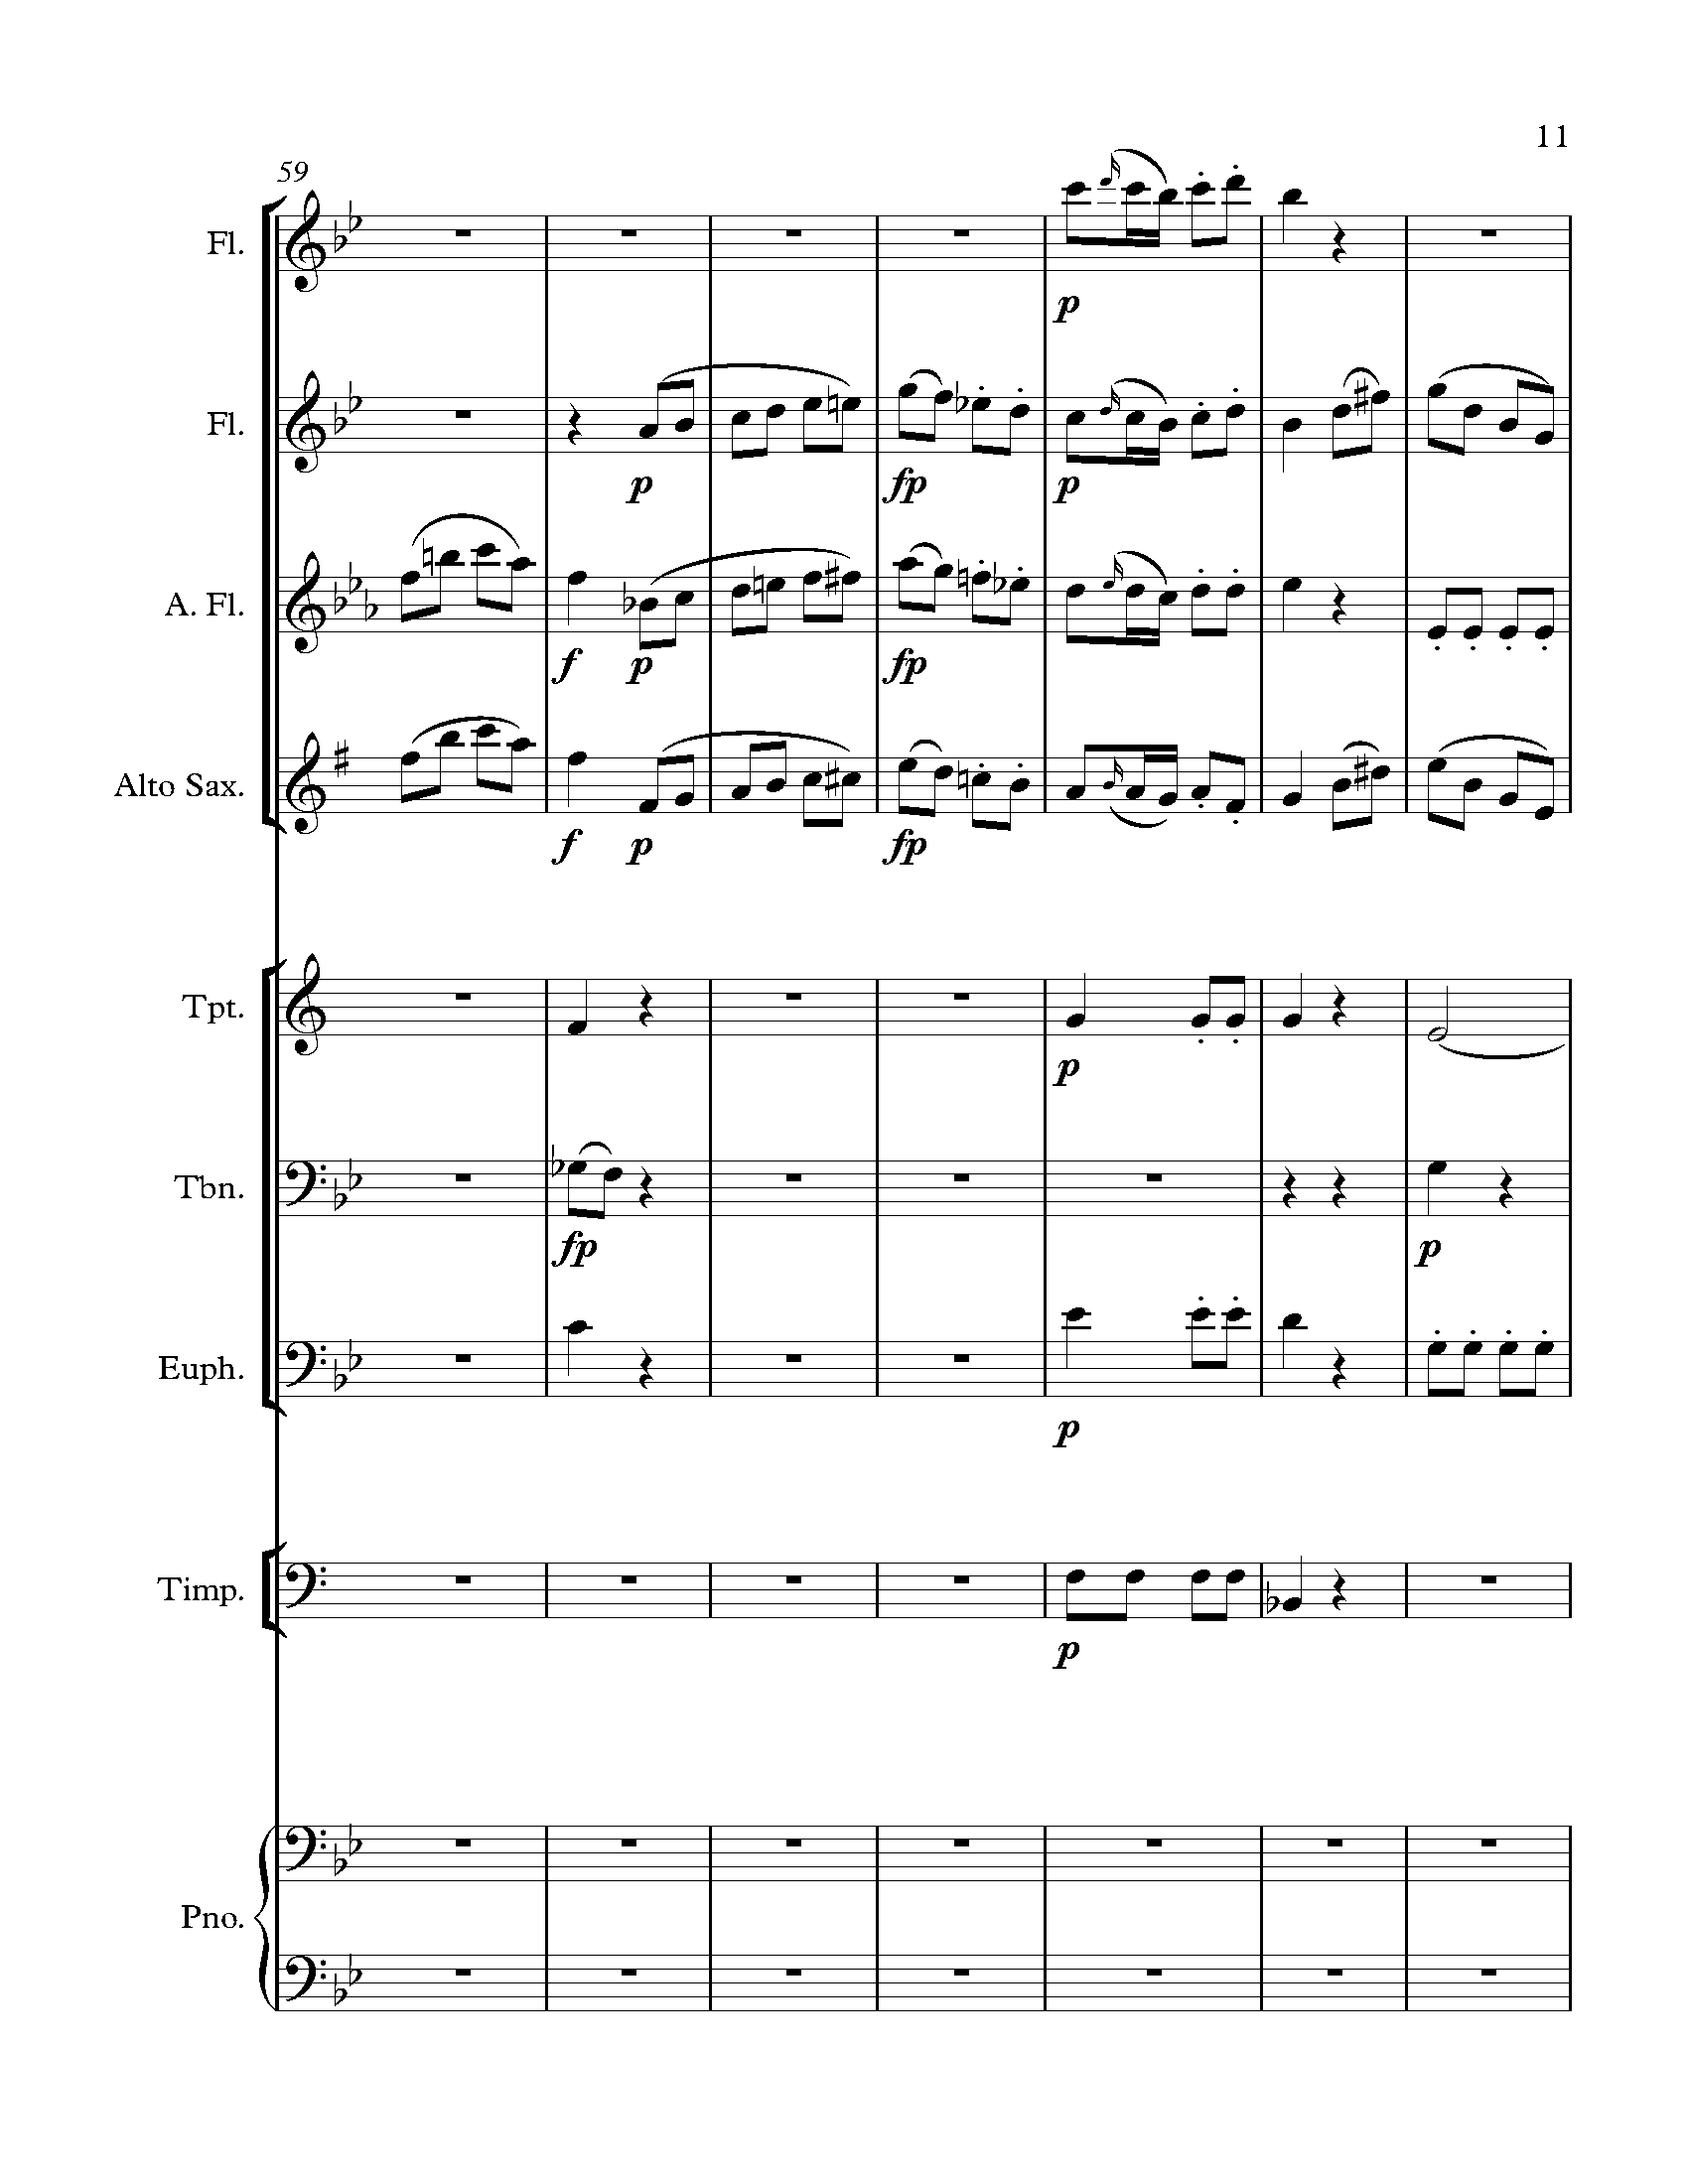 11
59
Fl.
p
Fl.
p fp p
A. Fl.
f p fp
Alto Sax.
f p fp
Tpt.
p
Tbn.
fp p
Euph.
p
Timp.
p
Pno.